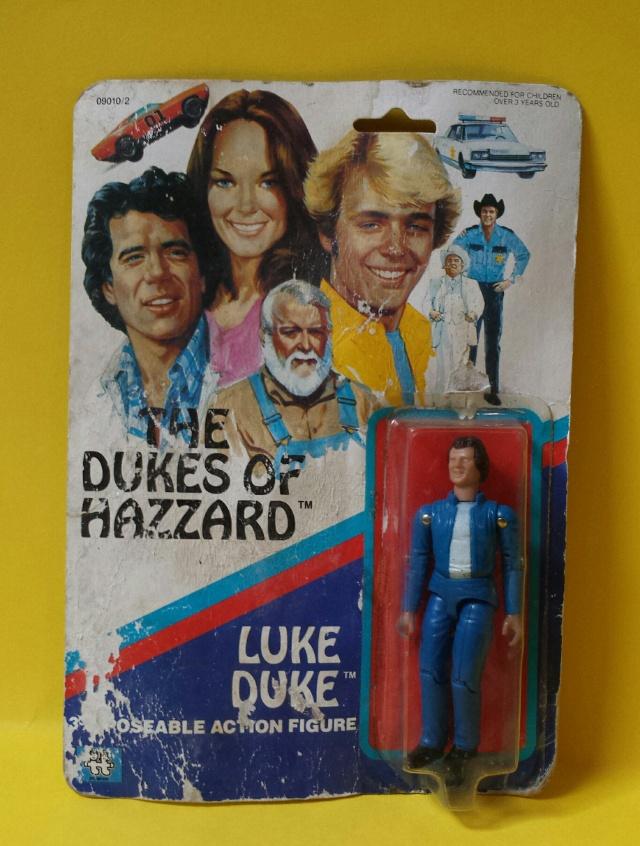 09010/2
RECOMMENDED FOR CHILDREN
OVER 3 YEARS OLD
01
THE
DUKES OF
HAZZARD™
LUKE
DUKE™
POSEABLE ACTION FIGURE